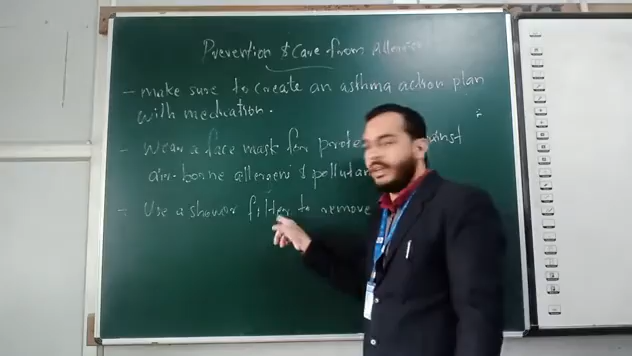 Prevention & Care from Allergies
- make sure to create an asthma action plan
with medication.
- Wear a face mask for prote ainst
air-borne allergens & pollutan
- Use a shower filter to remove